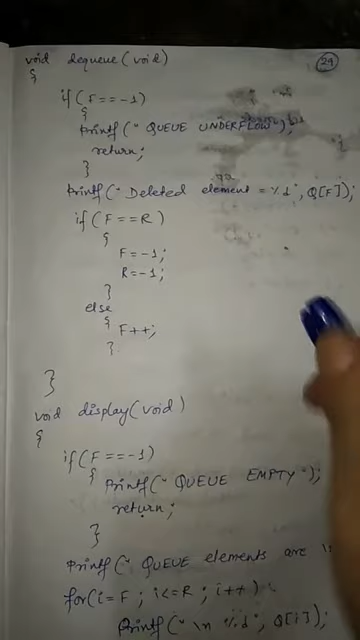 24
void dequeue(void)
{
if(F==-1)
{
printf(" QUEUE UNDERFLOW");
return;
}
printf(" Deleted element = %d", Q[F]);
if(F==R)
{
F=-1;
R=-1;
}
else
{
F++;
}
}
void display(void)
{
if(F==-1)
{
printf(" QUEUE EMPTY");
return;
}
printf(" QUEUE elements are
for(i=F ; i<=R ; i++)
printf(" \n %d", Q[i]);